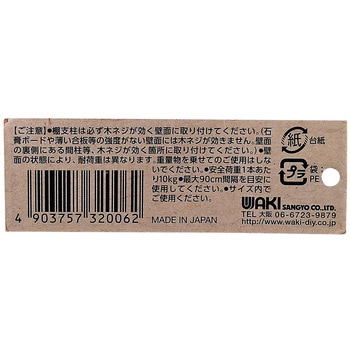 【ご注意】●棚支柱は必ず木ネジが効く壁面に取り付けてください。(石
膏ボードや薄い合板等の強度がない壁面には木ネジが効きません。壁面
の裏側にある間柱等、木ネジが効く箇所に取り付けてください。)●壁
面の状態により、耐荷重は異なります。重量物を乗せてのご使用はしな
いでください。●安全荷重1本あ
たり10kg●最大90cm間隔を目安に
ご使用ください。●サイズ内で
ご使用ください。
紙 台紙
プラ 袋:
PE
4 903757 320062
MADE IN JAPAN
WAKI SANGYO CO.,LTD.
TEL 大阪 06-6723-9879
http://www.waki-diy.co.jp